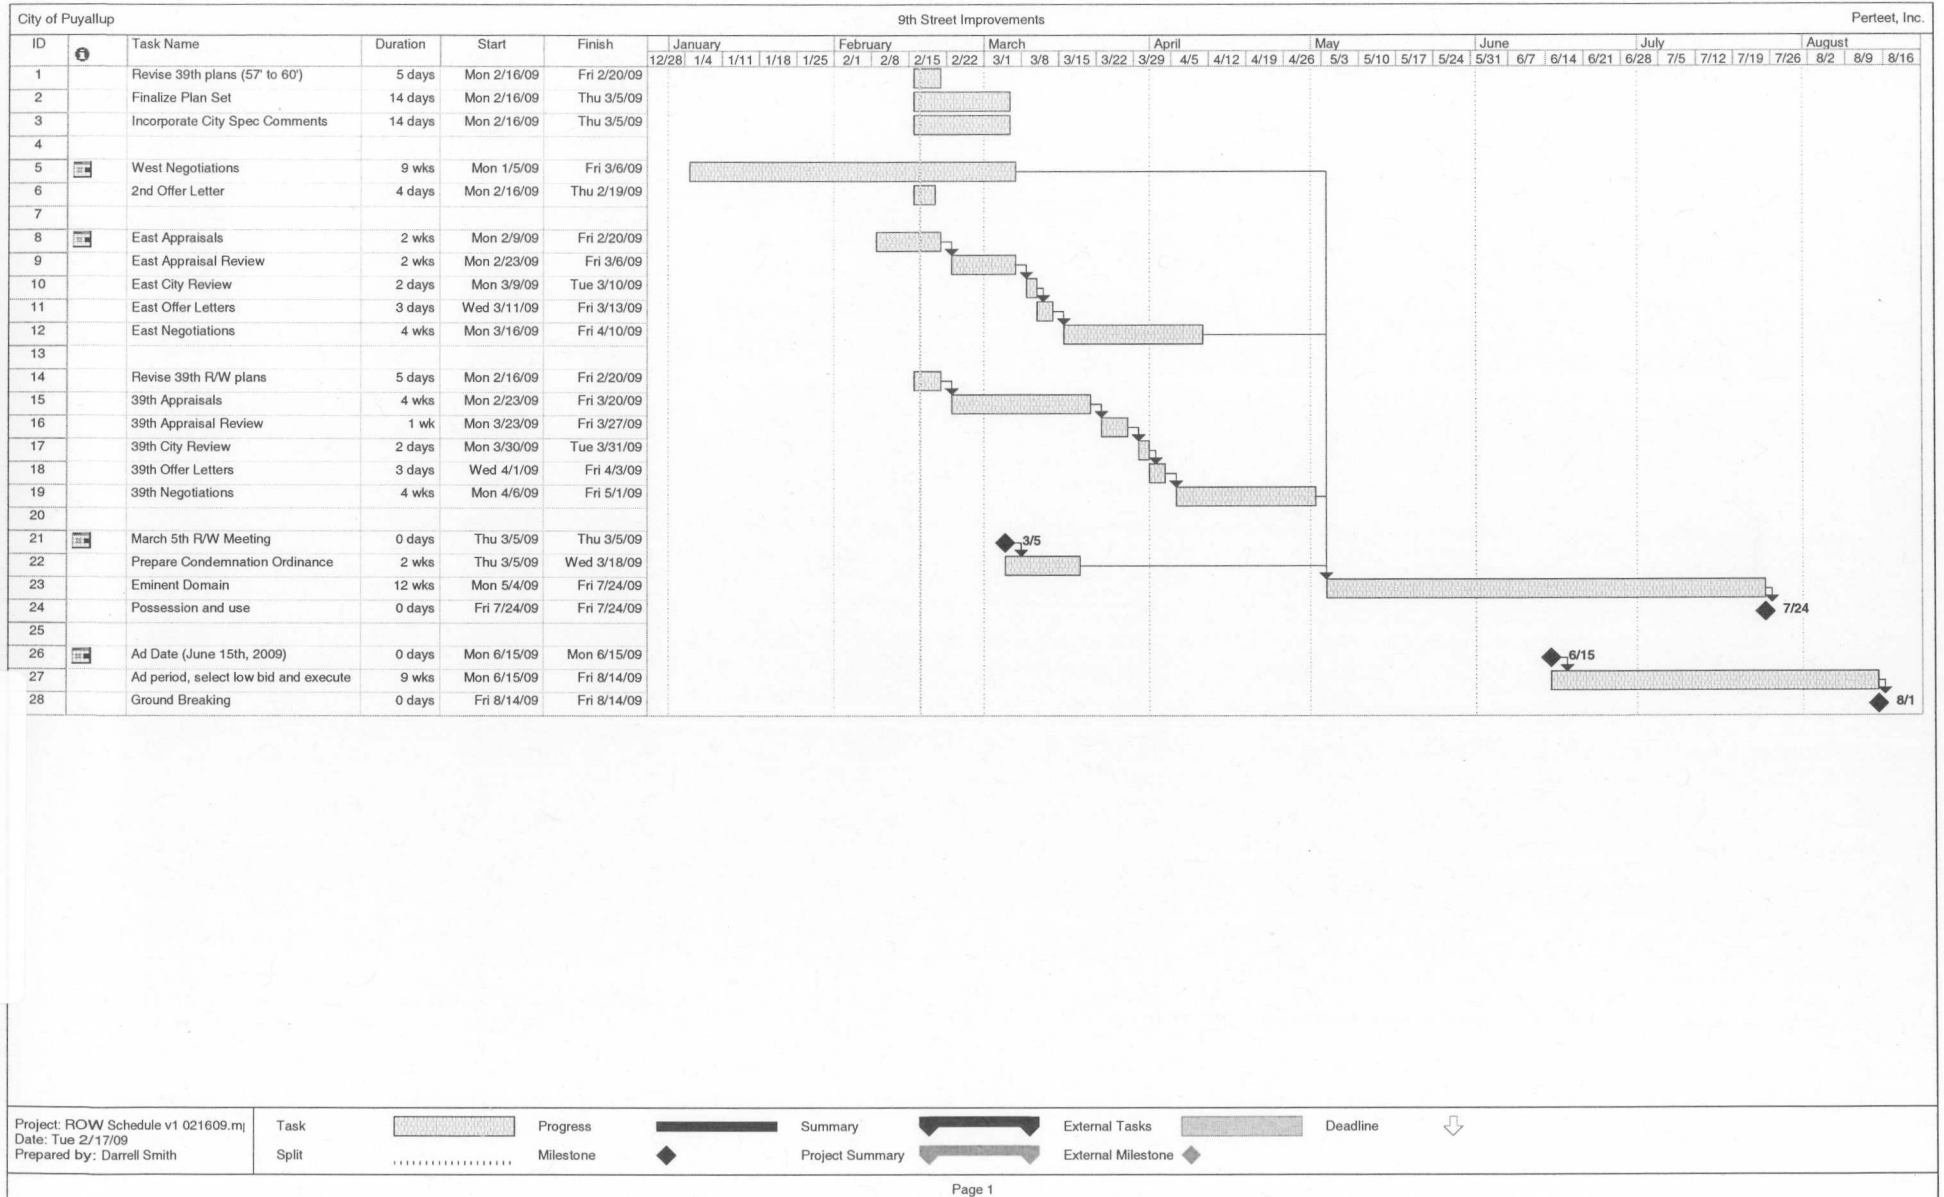 City of Puyallup 9th Street Improvements Perteet, Inc.
ID Task Name Duration Start Finish January February March April May June July August
12/28 1/4 1/11 1/18 1/25 2/1 2/8 2/15 2/22 3/1 3/8 3/15 3/22 3/29 4/5 4/12 4/19 4/26 5/3 5/10 5/17 5/24 5/31 6/7 6/14 6/21 6/28 7/5 7/12 7/19 7/26 8/2 8/9 8/16
1 Revise 39th plans (57' to 60') 5 days Mon 2/16/09 Fri 2/20/09
2 Finalize Plan Set 14 days Mon 2/16/09 Thu 3/5/09
3 Incorporate City Spec Comments 14 days Mon 2/16/09 Thu 3/5/09
4
5 West Negotiations 9 wks Mon 1/5/09 Fri 3/6/09
6 2nd Offer Letter 4 days Mon 2/16/09 Thu 2/19/09
7
8 East Appraisals 2 wks Mon 2/9/09 Fri 2/20/09
9 East Appraisal Review 2 wks Mon 2/23/09 Fri 3/6/09
10 East City Review 2 days Mon 3/9/09 Tue 3/10/09
11 East Offer Letters 3 days Wed 3/11/09 Fri 3/13/09
12 East Negotiations 4 wks Mon 3/16/09 Fri 4/10/09
13
14 Revise 39th R/W plans 5 days Mon 2/16/09 Fri 2/20/09
15 39th Appraisals 4 wks Mon 2/23/09 Fri 3/20/09
16 39th Appraisal Review 1 wk Mon 3/23/09 Fri 3/27/09
17 39th City Review 2 days Mon 3/30/09 Tue 3/31/09
18 39th Offer Letters 3 days Wed 4/1/09 Fri 4/3/09
19 39th Negotiations 4 wks Mon 4/6/09 Fri 5/1/09
20
21 March 5th R/W Meeting 0 days Thu 3/5/09 Thu 3/5/09 3/5
22 Prepare Condemnation Ordinance 2 wks Thu 3/5/09 Wed 3/18/09
23 Eminent Domain 12 wks Mon 5/4/09 Fri 7/24/09
24 Possession and use 0 days Fri 7/24/09 Fri 7/24/09 7/24
25
26 Ad Date (June 15th, 2009) 0 days Mon 6/15/09 Mon 6/15/09 6/15
27 Ad period, select low bid and execute 9 wks Mon 6/15/09 Fri 8/14/09
28 Ground Breaking 0 days Fri 8/14/09 Fri 8/14/09 8/1
Project: ROW Schedule v1 021609.m
Date: Tue 2/17/09
Prepared by: Darrell Smith
Task Progress Summary External Tasks Deadline
Split Milestone Project Summary External Milestone
Page 1